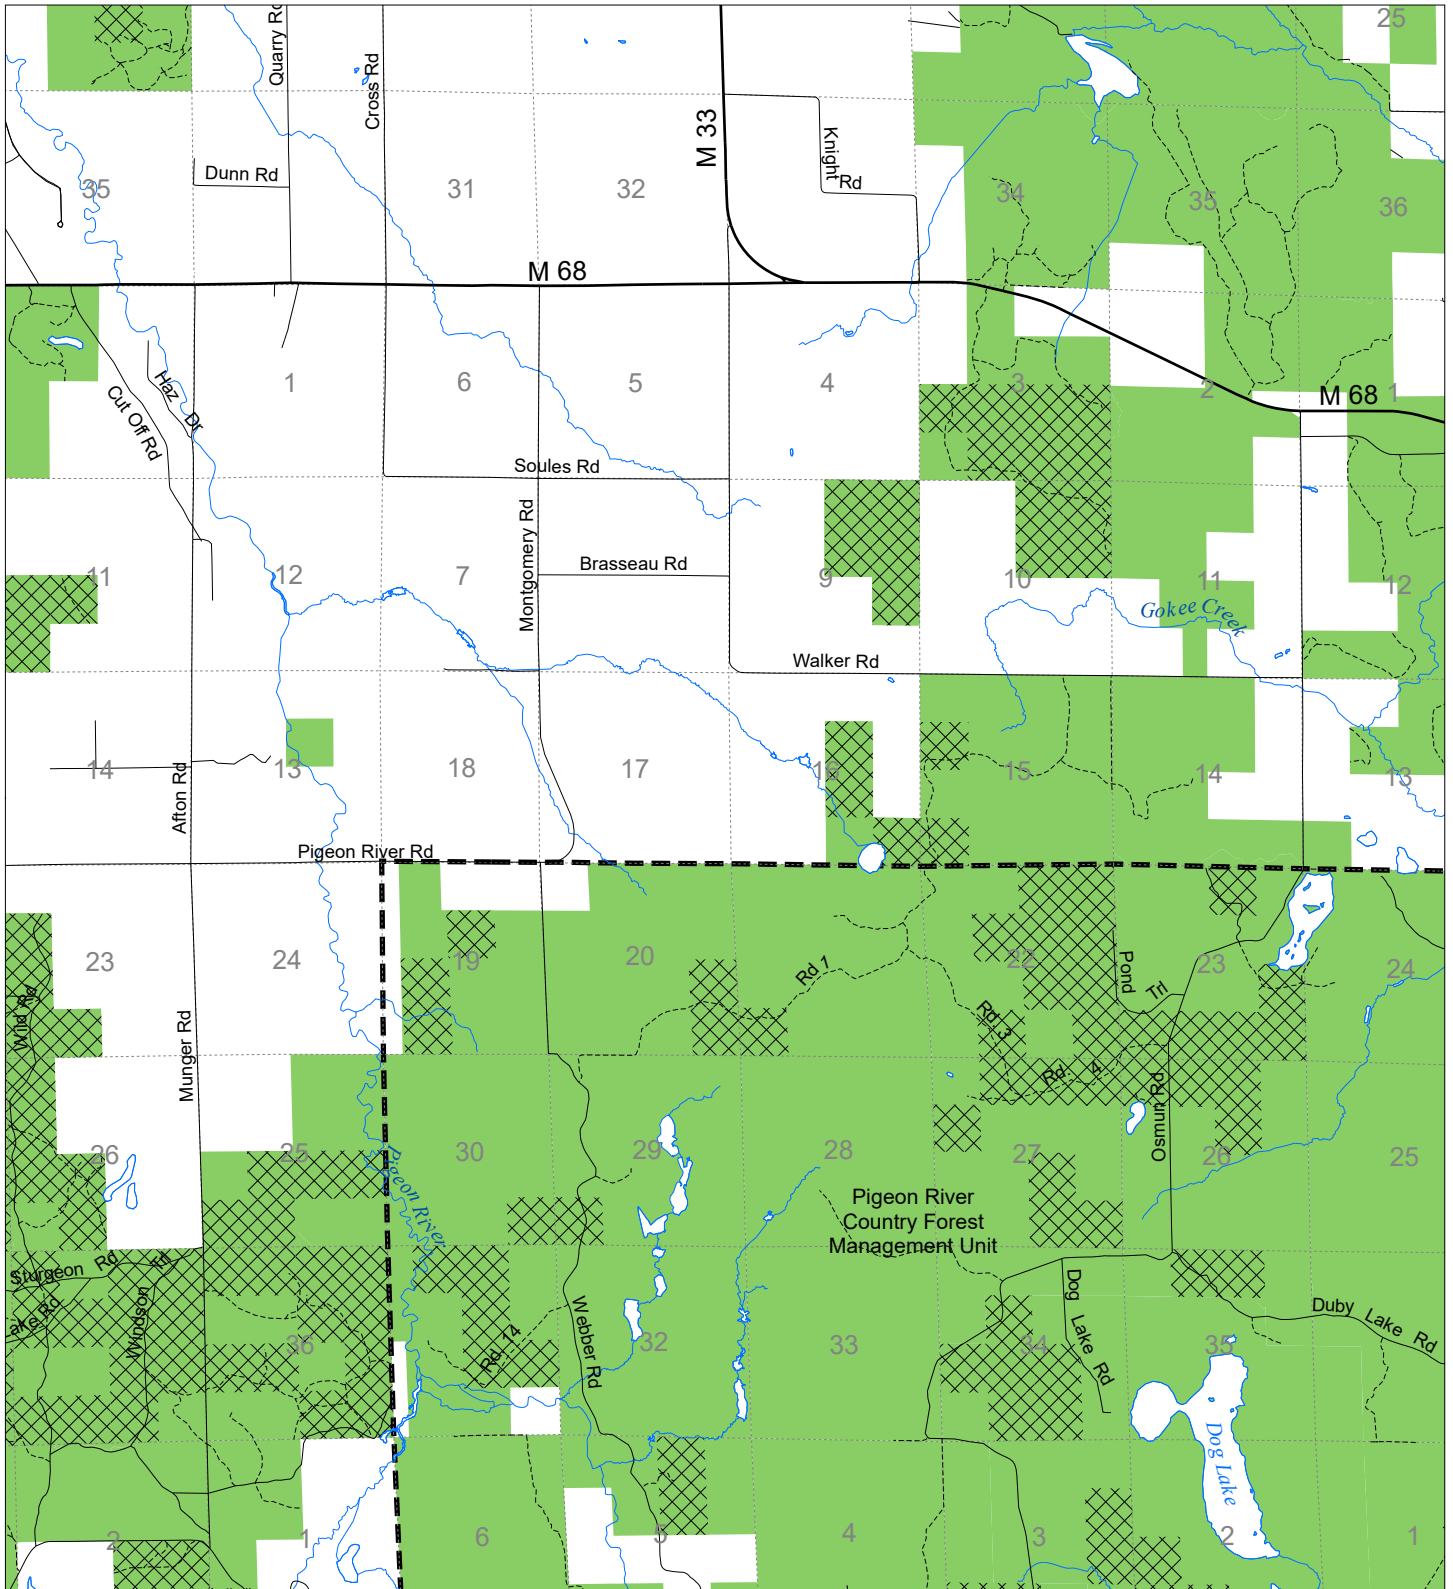 25
Quarry Rd
Cross Rd
M 33
Knight
Rd
Dunn Rd
35
31
32
34
35
36
M 68
1
6
5
4
3
2
1
M 68
Haz Dr
Cut Off Rd
Soules Rd
Montgomery Rd
Brasseau Rd
11
12
7
9
10
11
12
Gokee Creek
Walker Rd
14
13
18
17
16
15
14
13
Afton Rd
Pigeon River Rd
23
24
19
20
22
23
24
Rd 1
Pond
Trl
Wild Rd
Munger Rd
Rd 3
Rd. 4
Osmun Rd
26
25
30
29
28
27
26
25
Pigeon River
Pigeon River
Country Forest
Management Unit
Sturgeon Rd
Trl
ake Rd
Windson
36
Rd. 14
Webber Rd
32
33
34
35
Dog Lake Rd
Duby Lake Rd
Dog Lake
2
1
6
5
4
3
2
1